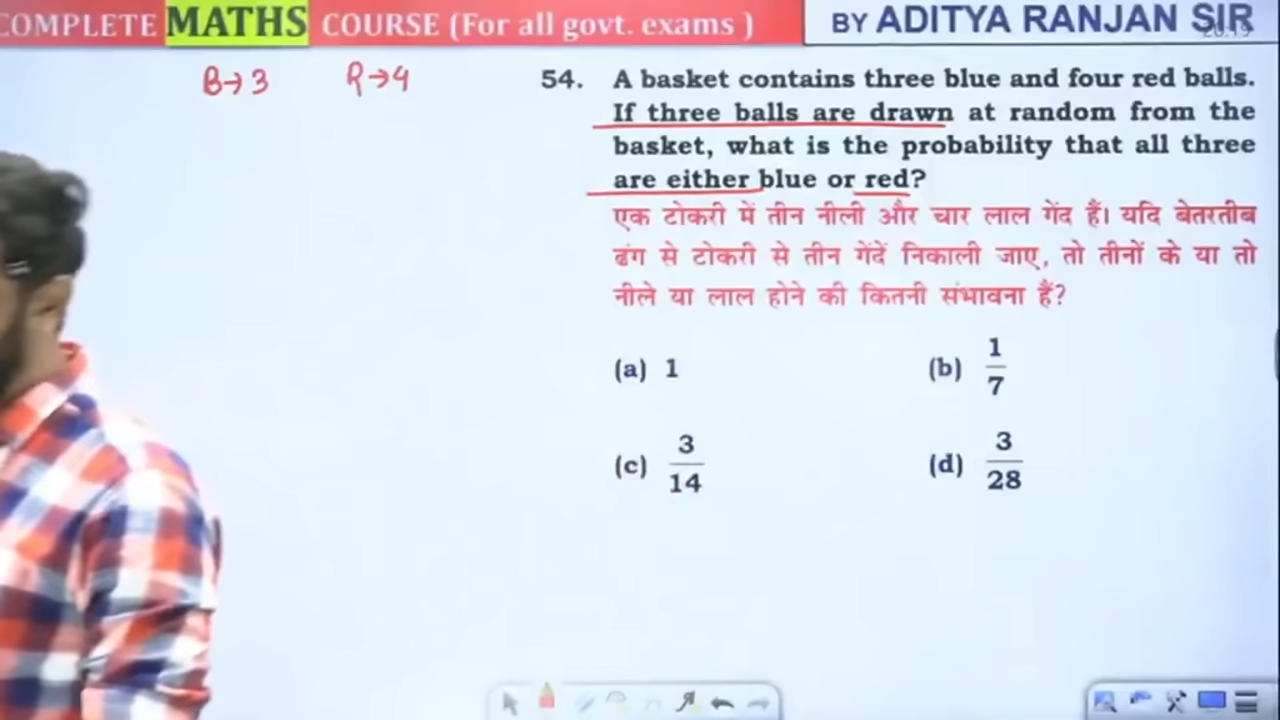 COMPLETE MATHS COURSE (For all govt. exams )
BY ADITYA RANJAN SIR
B→3 R→4
54. A basket contains three blue and four red balls.
If three balls are drawn at random from the
basket, what is the probability that all three
are either blue or red?
एक टोकरी में तीन नीली और चार लाल गेंद हैं। यदि बेतरतीब
ढंग से टोकरी से तीन गेंदें निकाली जाए, तो तीनों के या तो
नीले या लाल होने की कितनी संभावना हैं?
(a) 1 (b) 1/7
(c) 3/14 (d) 3/28